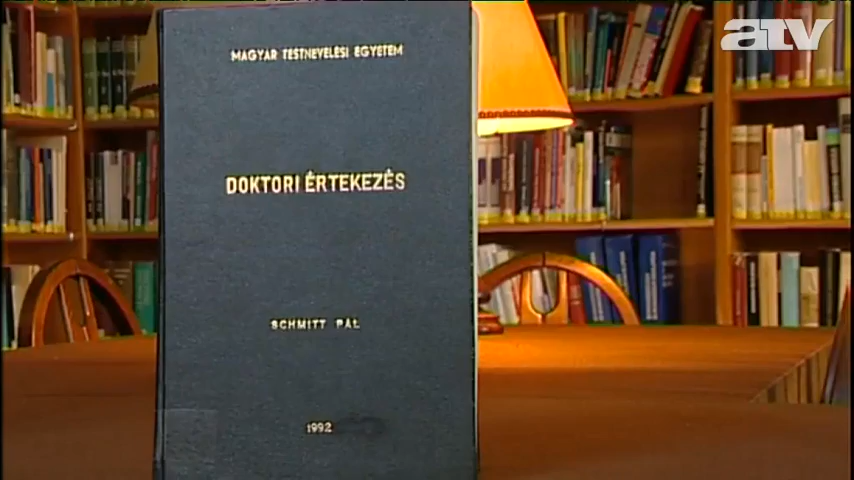 MAGYAR TESTNEVELÉSI EGYETEM
DOKTORI ÉRTEKEZÉS
SCHMITT PÁL
1992
atv